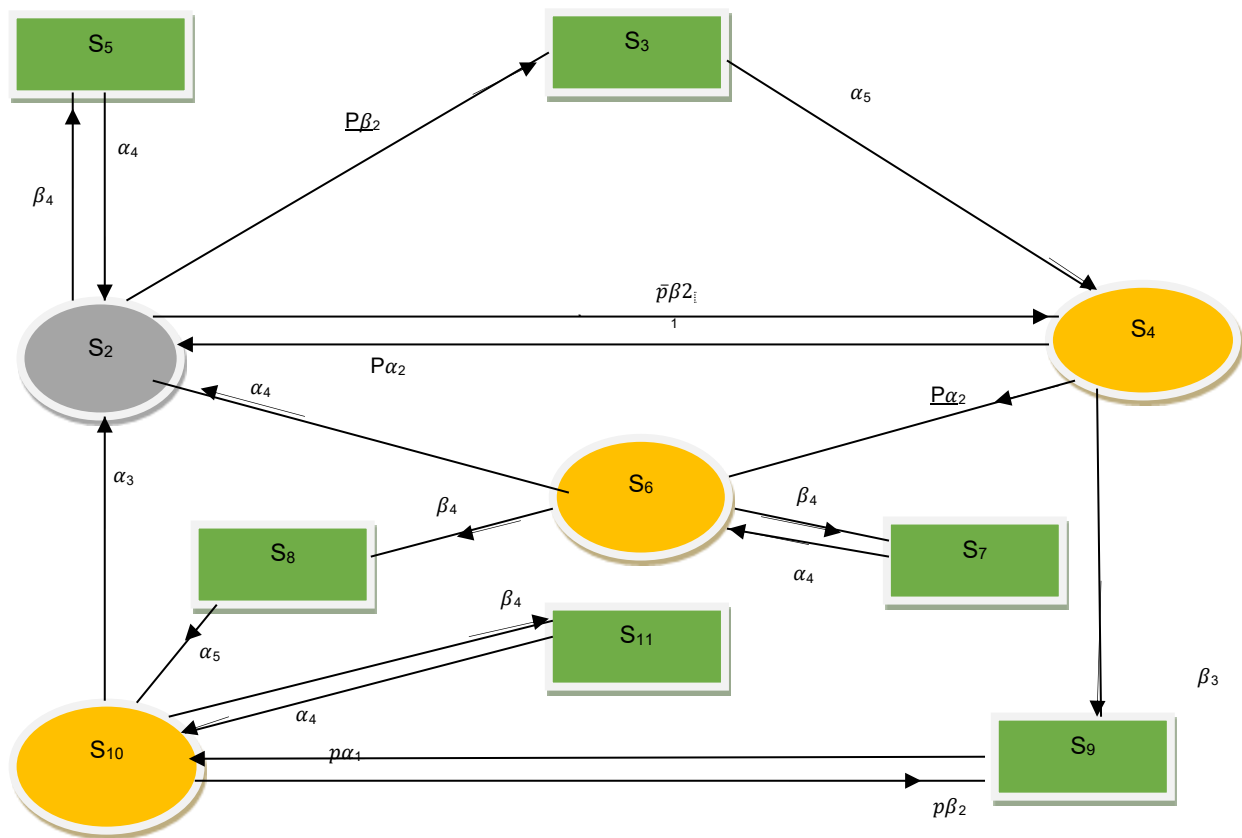 S₅
S₃
α₅
Pβ₂
α₄
β₄
p̄β2
1
S₄
S₂
Pα₂
α₄
Pα₂
α₃
S₆
β₄
β₄
S₈
S₇
α₄
β₄
S₁₁
α₅
β₃
α₄
S₁₀
pα₁
S₉
pβ₂